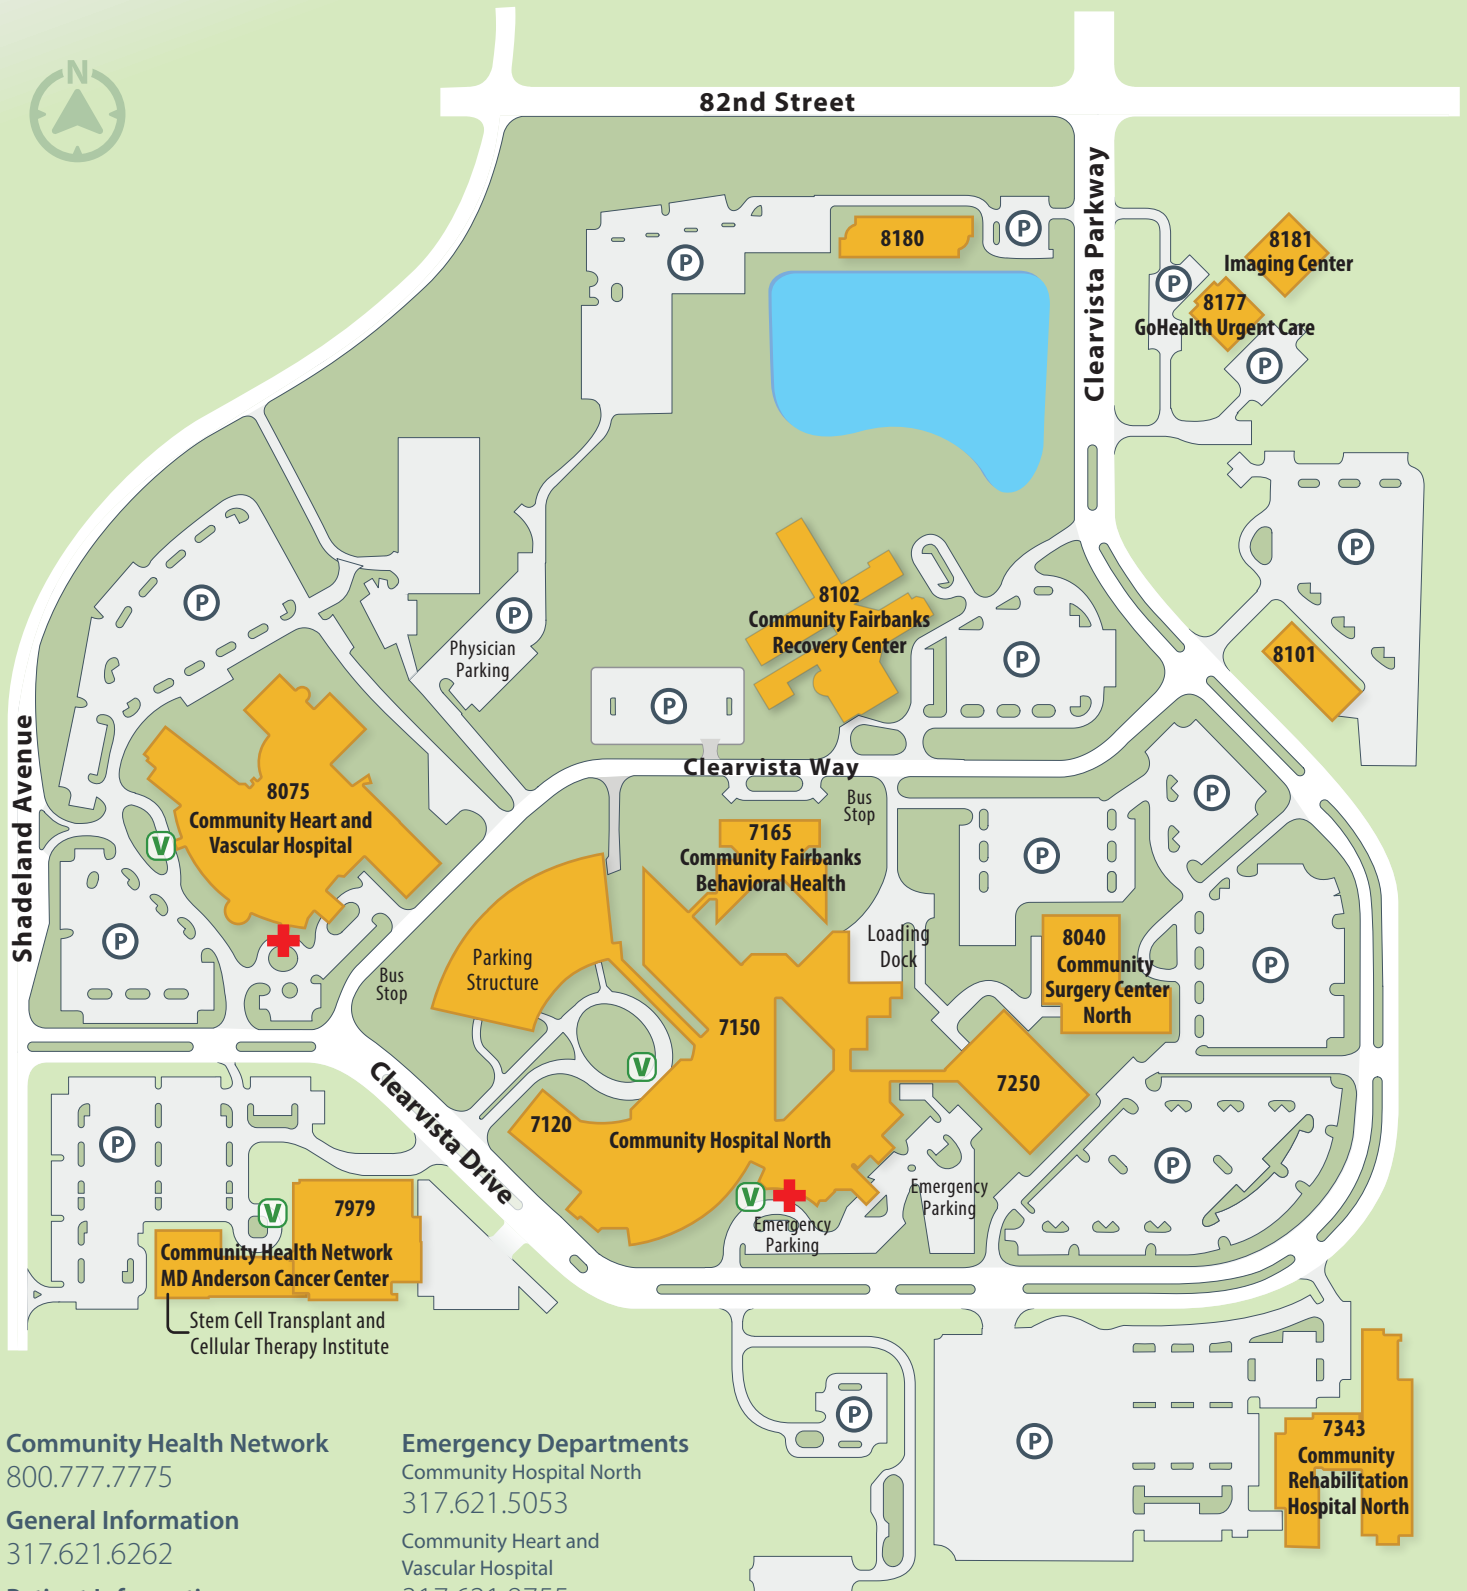 N
82nd Street
Clearvista Parkway
8180
P
P
8181
Imaging Center
P
8177
GoHealth Urgent Care
P
P
P
P
Physician
Parking
8102
Community Fairbanks
Recovery Center
P
8101
P
Shadeland Avenue
Clearvista Way
Bus
Stop
P
8075
Community Heart and
Vascular Hospital
V
7165
Community Fairbanks
Behavioral Health
P
P
Loading
Dock
8040
Community
Surgery Center
North
P
Parking
Structure
Bus
Stop
7150
V
7250
Clearvista Drive
7120
Community Hospital North
P
P
V
Emergency
Parking
Emergency
Parking
V
7979
Community Health Network
MD Anderson Cancer Center
Stem Cell Transplant and
Cellular Therapy Institute
P
P
7343
Community
Rehabilitation
Hospital North
Community Health Network
800.777.7775
General Information
317.621.6262
Emergency Departments
Community Hospital North
317.621.5053
Community Heart and
Vascular Hospital